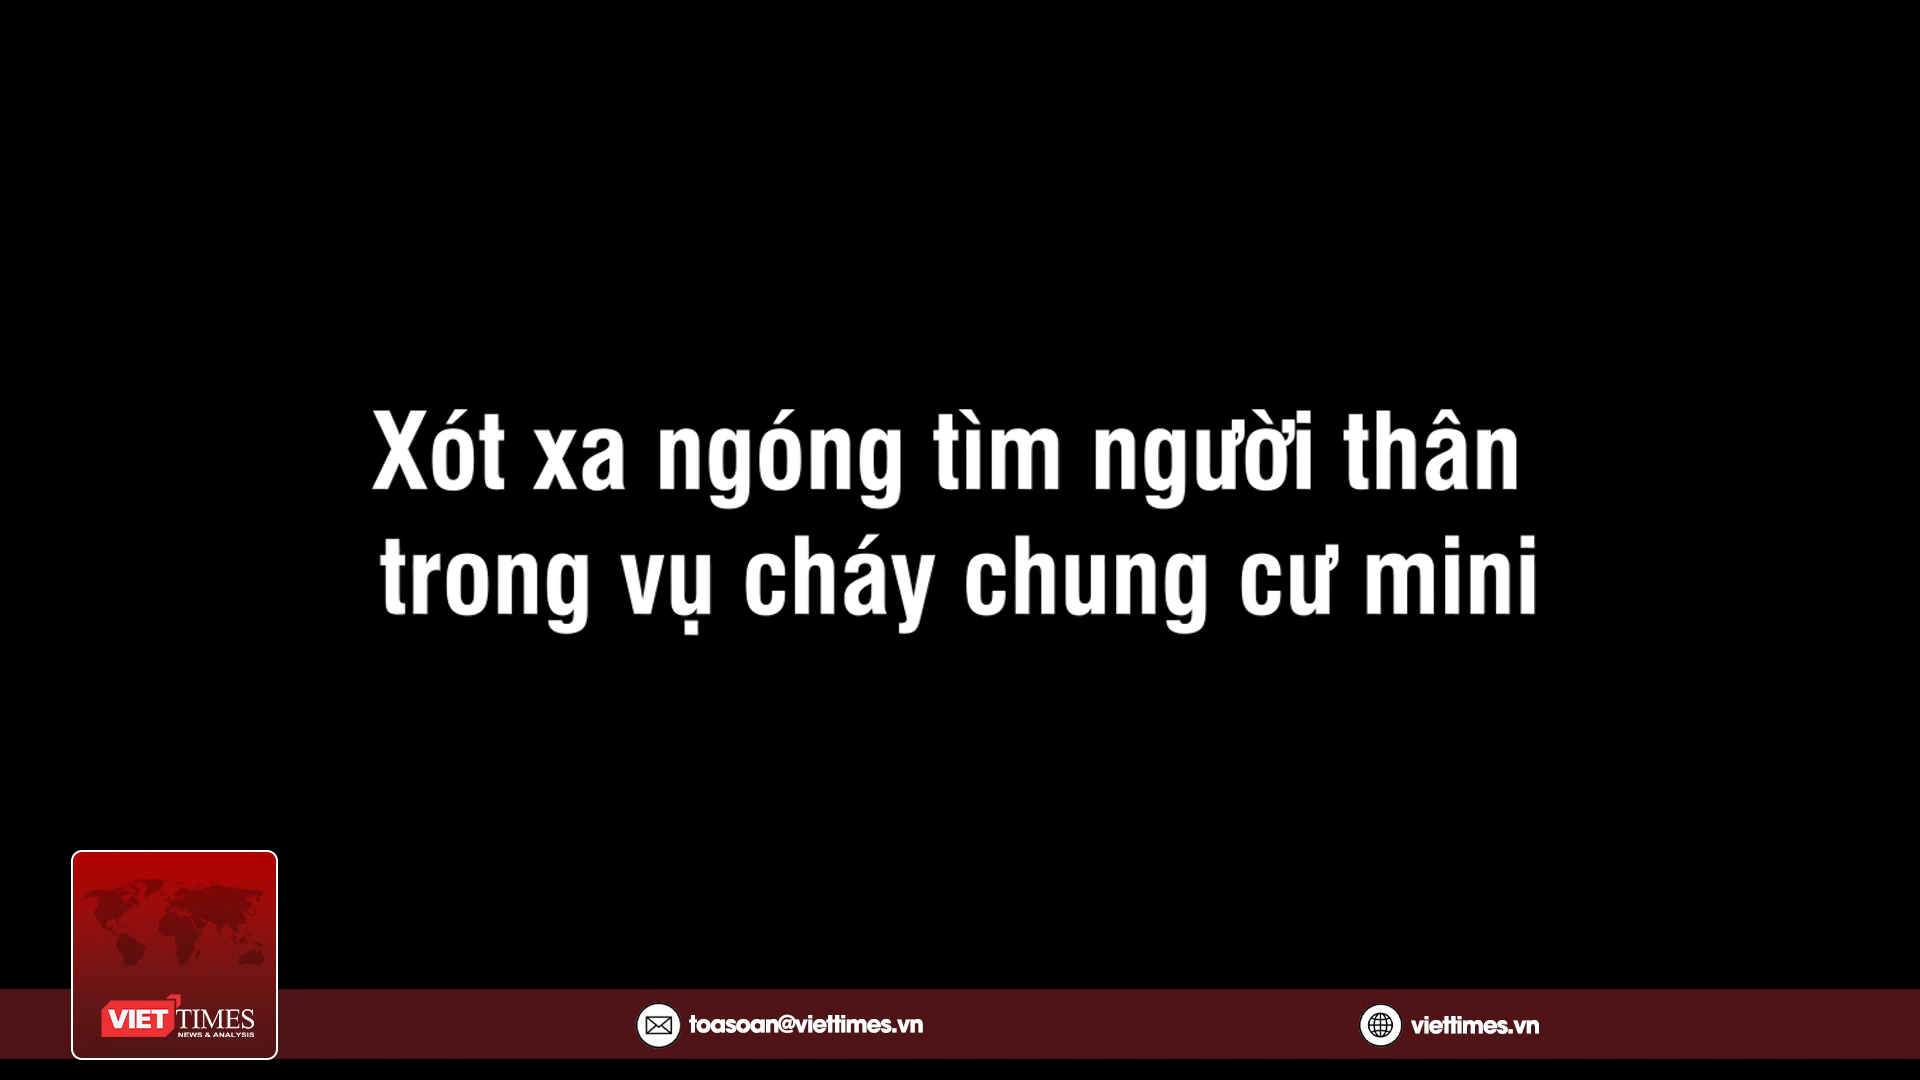 Xót xa ngóng tìm người thân
trong vụ cháy chung cư mini
VIET TIMES
NEWS & ANALYSIS
toasoan@viettimes.vn
viettimes.vn